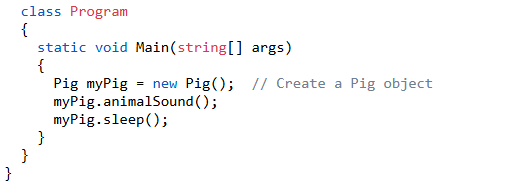 class Program
{
static void Main(string[] args)
{
Pig myPig = new Pig();  // Create a Pig object
myPig.animalSound();
myPig.sleep();
}
}
}